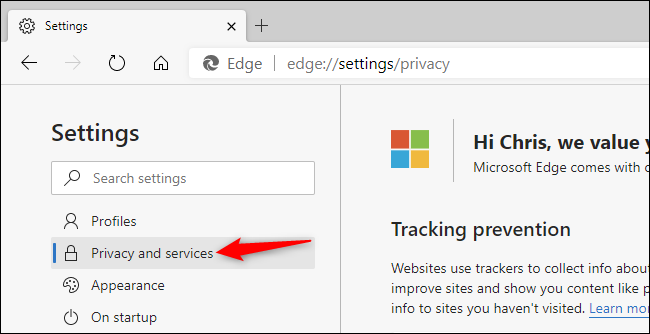 Settings
Edge edge://settings/privacy
Settings
Search settings
Profiles
Privacy and services
Appearance
On startup
Hi Chris, we value
Microsoft Edge comes with
Tracking prevention
Websites use trackers to collect info about
improve sites and show you content like
info to sites you haven't visited. Learn mo